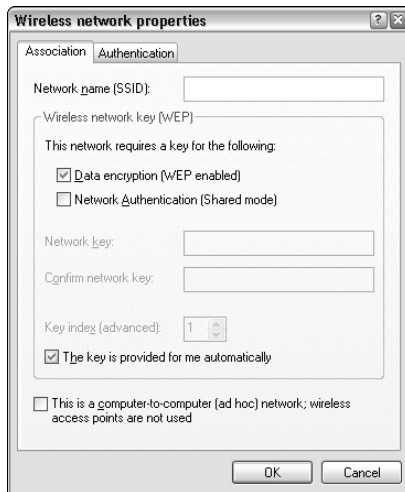 Wireless network properties
Association
Authentication
Network name (SSID):
Wireless network key (WEP)
This network requires a key for the following:
Data encryption (WEP enabled)
Network Authentication (Shared mode)
Network key:
Confirm network key:
Key index (advanced):
1
The key is provided for me automatically
This is a computer-to-computer (ad hoc) network; wireless
access points are not used
OK
Cancel